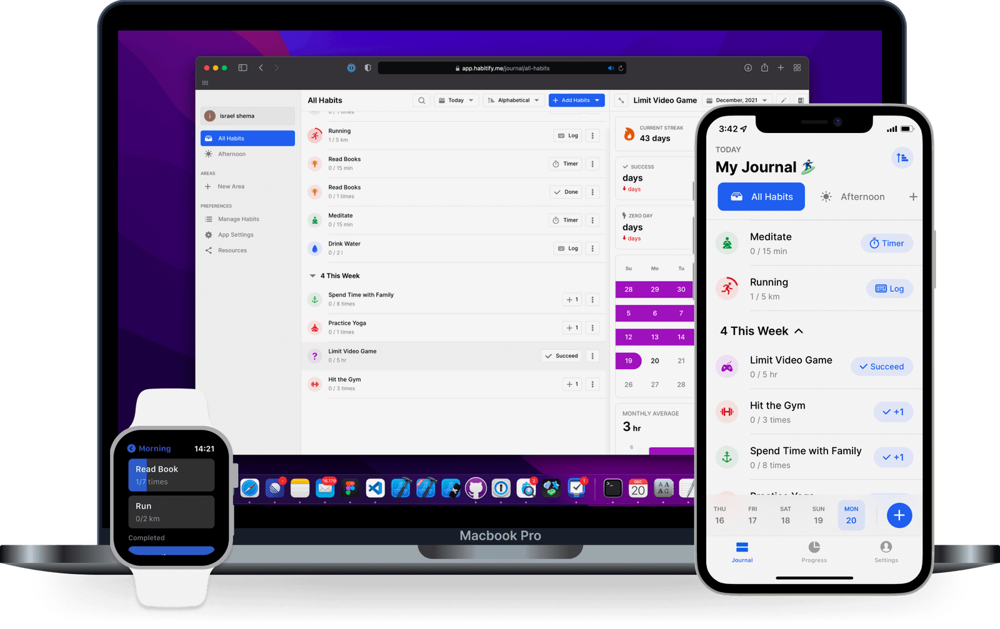 app.habitify.me/journal/all-habits
israel shema
All Habits
Afternoon
AREAS
New Area
PREFERENCES
Manage Habits
App Settings
Resources
All Habits
Today
Alphabetical
Add Habits
0 / 1 times
Running
1 / 5 km
Log
Read Books
0 / 15 min
Timer
Read Books
0 / 1 times
Done
Meditate
0 / 15 min
Timer
Drink Water
0 / 2 l
Log
4 This Week
Spend Time with Family
0 / 8 times
+ 1
Practice Yoga
0 / 1 times
+ 1
Limit Video Game
0 / 5 hr
Succeed
Hit the Gym
0 / 3 times
+ 1
Limit Video Game
December, 2021
CURRENT STREAK
43 days
SUCCESS
days
days
ZERO DAY
days
days
Su Mo Tu
28 29 30
5 6 7
12 13 14
19 20 21
26 27 28
MONTHLY AVERAGE
3 hr
6
16,179
2
1
DEC
20
Macbook Pro
Morning 14:21
Read Book
1/7 times
Run
0/2 km
Completed
3:42
TODAY
My Journal
All Habits
Afternoon
Meditate
0 / 15 min
Timer
Running
1 / 5 km
Log
4 This Week
Limit Video Game
0 / 5 hr
Succeed
Hit the Gym
0 / 3 times
+1
Spend Time with Family
0 / 8 times
+1
Practice Yoga
THU FRI SAT SUN MON
16 17 18 19 20
Journal
Progress
Settings